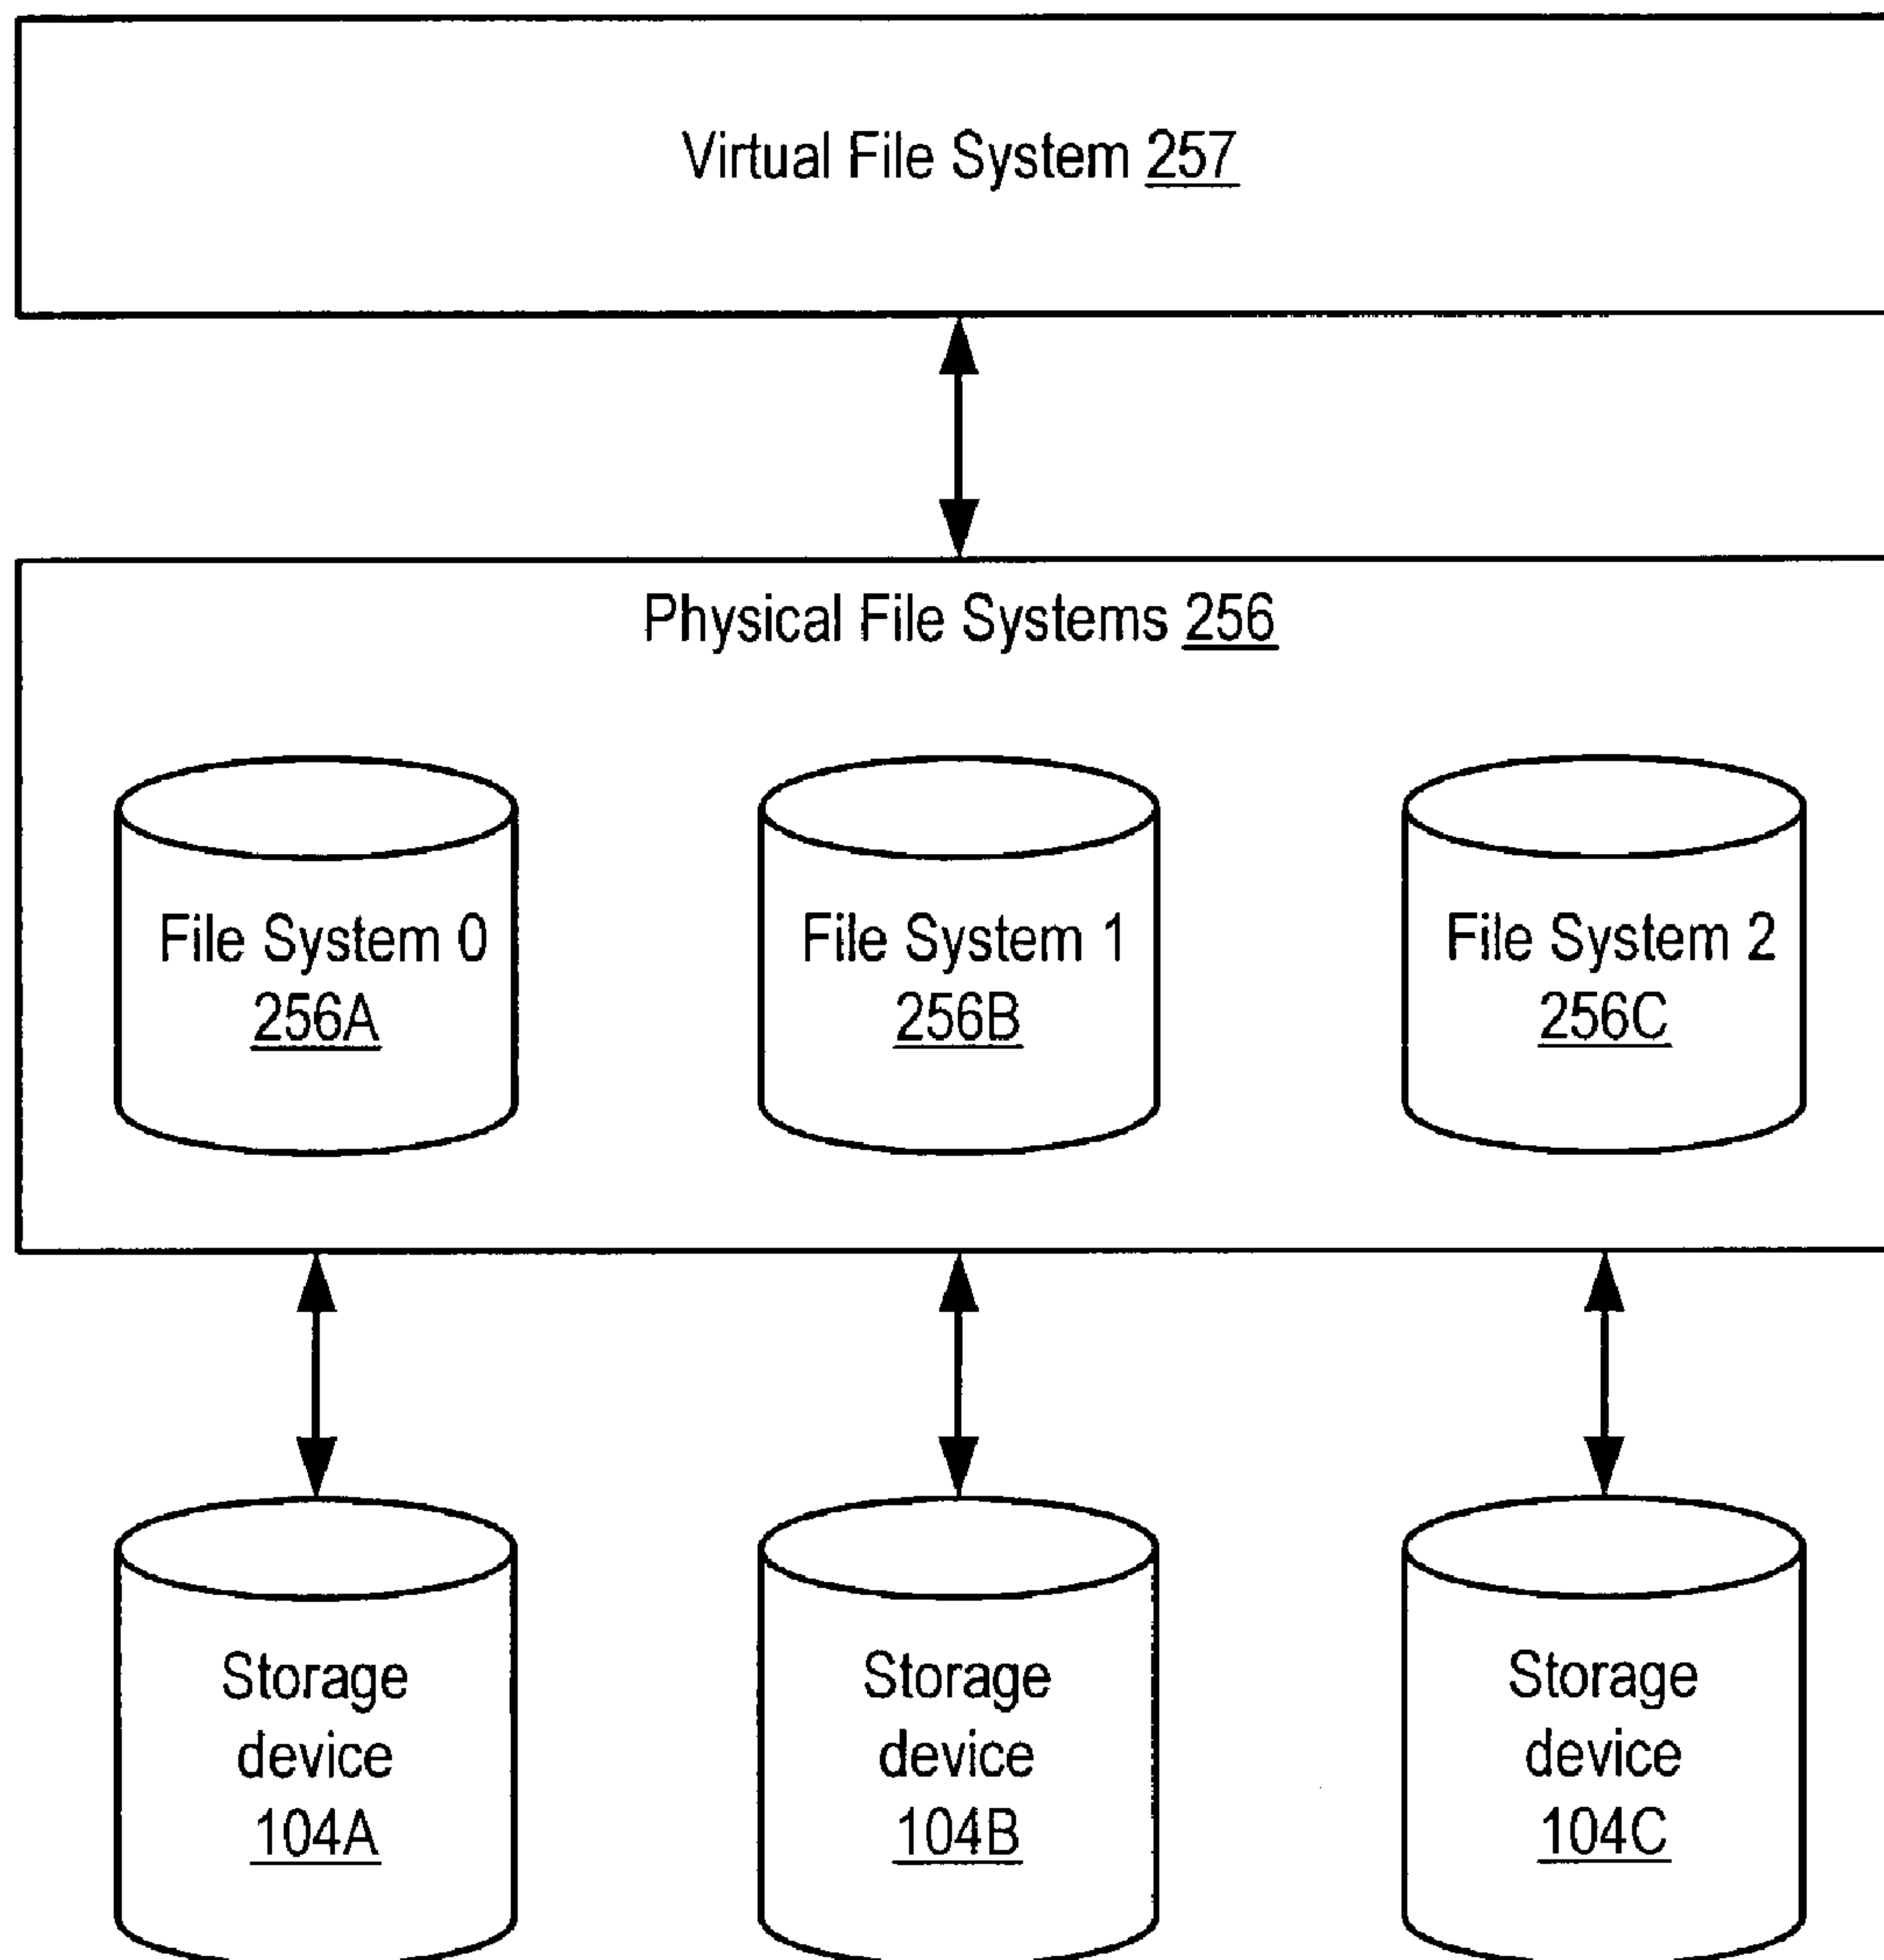 Virtual File System 257
Physical File Systems 256
File System 0
256A
File System 1
256B
File System 2
256C
Storage
device
104A
Storage
device
104B
Storage
device
104C